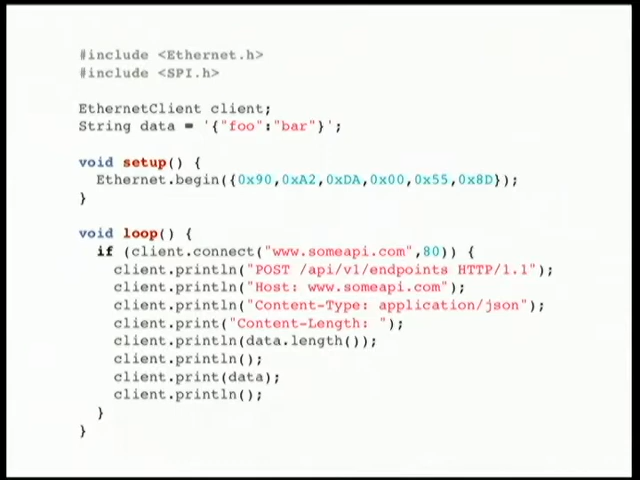 #include <Ethernet.h>
#include <SPI.h>
EthernetClient client;
String data = '{"foo":"bar"}';
void setup() {
Ethernet.begin({0x90,0xA2,0xDA,0x00,0x55,0x8D});
}
void loop() {
if (client.connect("www.someapi.com",80)) {
client.println("POST /api/v1/endpoints HTTP/1.1");
client.println("Host: www.someapi.com");
client.println("Content-Type: application/json");
client.print("Content-Length: ");
client.println(data.length());
client.println();
client.print(data);
client.println();
}
}